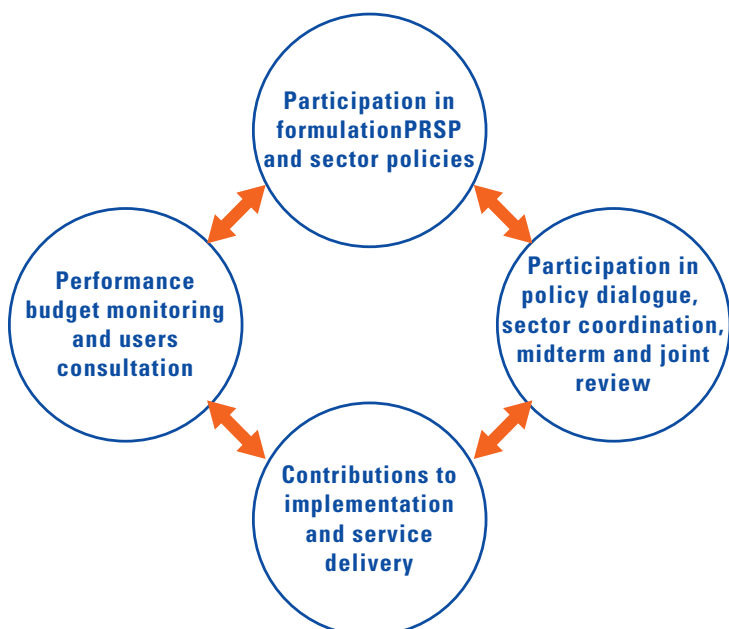 Participation in
formulationPRSP
and sector policies
Performance
budget monitoring
and users
consultation
Participation in
policy dialogue,
sector coordination,
midterm and joint
review
Contributions to
implementation
and service
delivery